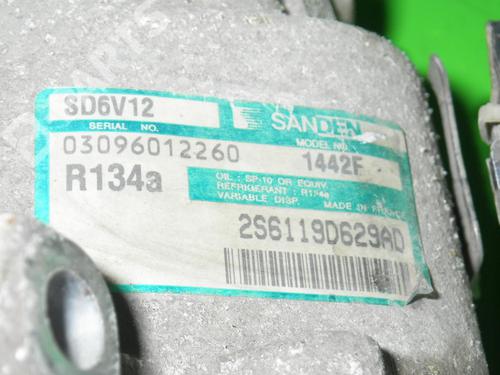 SD6V12
SANDEN
SERIAL NO.
MODEL NO.
03096012260
1442F
R134a
OIL : SP-10 OR EQUIV.
REFRIGERANT : R134a
VARIABLE DISP.
MADE IN FRANCE
2S6119D629AD